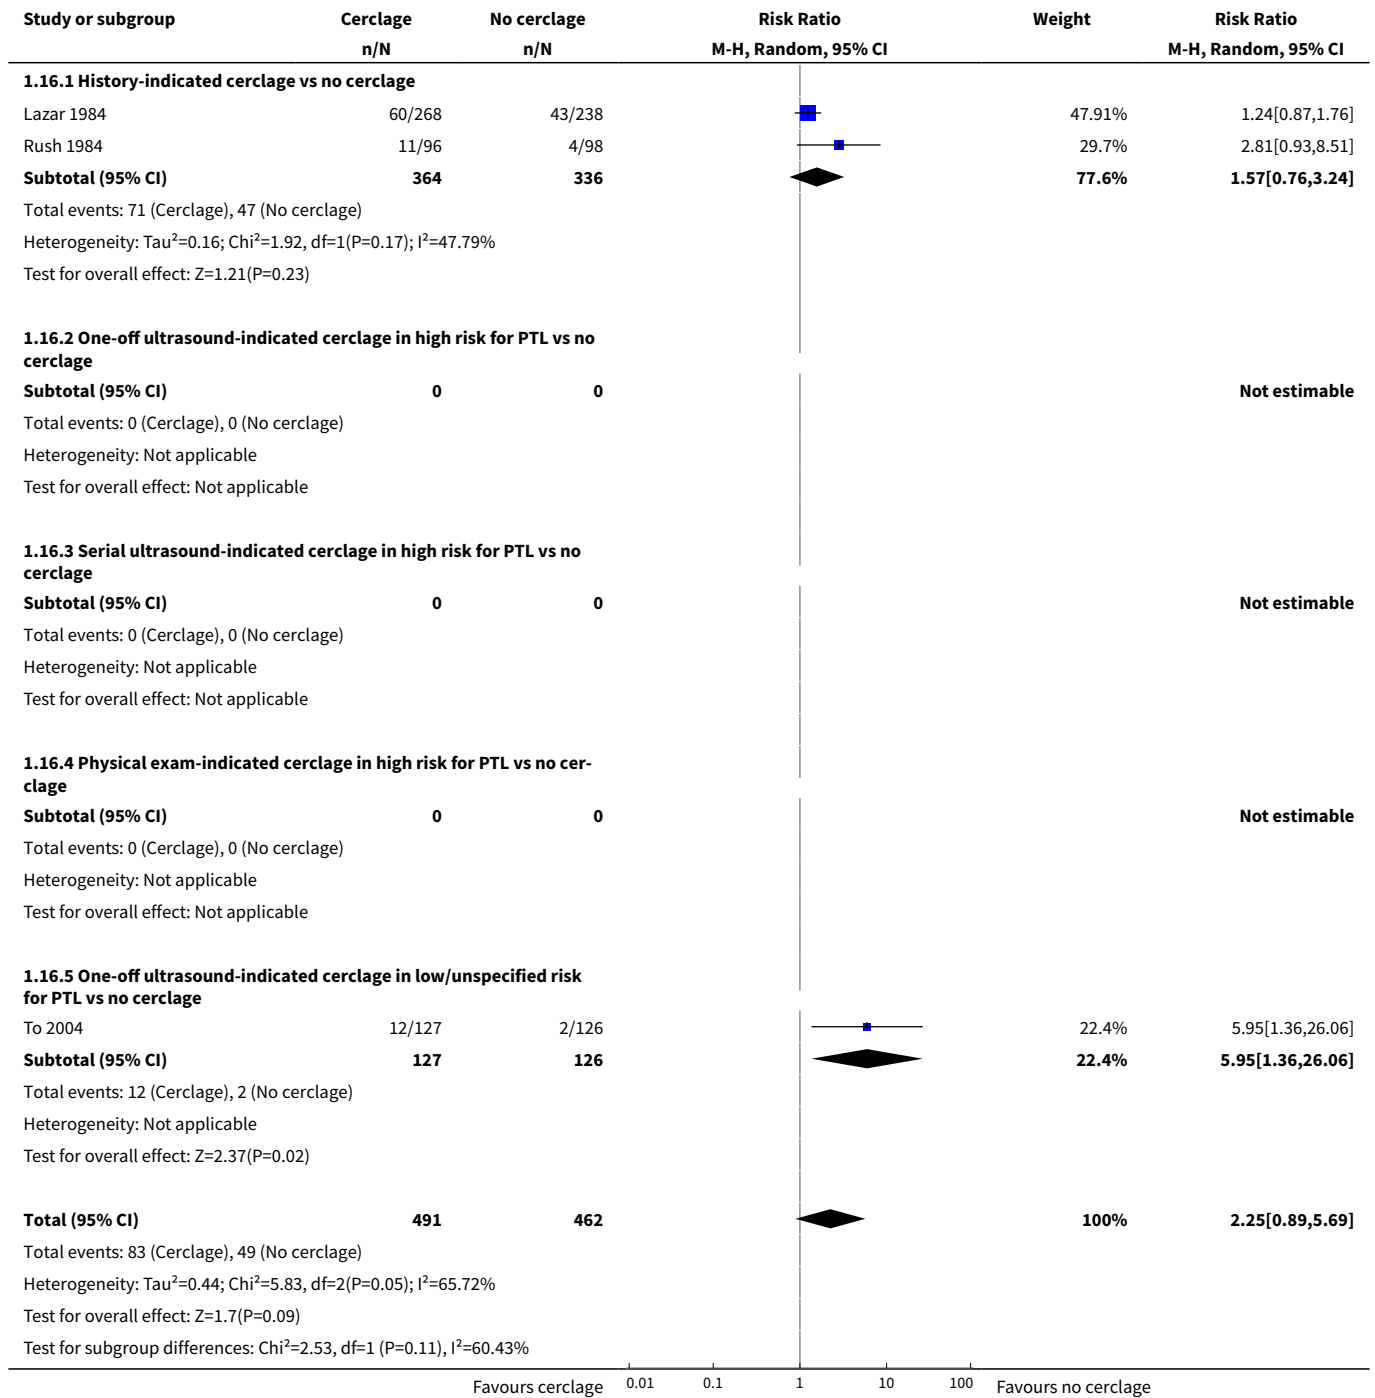 Study or subgroup Cerclage No cerclage Risk Ratio Weight Risk Ratio
n/N n/N M-H, Random, 95% CI M-H, Random, 95% CI
1.16.1 History-indicated cerclage vs no cerclage
Lazar 1984 60/268 43/238 47.91% 1.24[0.87,1.76]
Rush 1984 11/96 4/98 29.7% 2.81[0.93,8.51]
Subtotal (95% CI) 364 336 77.6% 1.57[0.76,3.24]
Total events: 71 (Cerclage), 47 (No cerclage)
Heterogeneity: Tau²=0.16; Chi²=1.92, df=1(P=0.17); I²=47.79%
Test for overall effect: Z=1.21(P=0.23)
1.16.2 One-off ultrasound-indicated cerclage in high risk for PTL vs no
cerclage
Subtotal (95% CI) 0 0 Not estimable
Total events: 0 (Cerclage), 0 (No cerclage)
Heterogeneity: Not applicable
Test for overall effect: Not applicable
1.16.3 Serial ultrasound-indicated cerclage in high risk for PTL vs no
cerclage
Subtotal (95% CI) 0 0 Not estimable
Total events: 0 (Cerclage), 0 (No cerclage)
Heterogeneity: Not applicable
Test for overall effect: Not applicable
1.16.4 Physical exam-indicated cerclage in high risk for PTL vs no cer-
clage
Subtotal (95% CI) 0 0 Not estimable
Total events: 0 (Cerclage), 0 (No cerclage)
Heterogeneity: Not applicable
Test for overall effect: Not applicable
1.16.5 One-off ultrasound-indicated cerclage in low/unspecified risk
for PTL vs no cerclage
To 2004 12/127 2/126 22.4% 5.95[1.36,26.06]
Subtotal (95% CI) 127 126 22.4% 5.95[1.36,26.06]
Total events: 12 (Cerclage), 2 (No cerclage)
Heterogeneity: Not applicable
Test for overall effect: Z=2.37(P=0.02)
Total (95% CI) 491 462 100% 2.25[0.89,5.69]
Total events: 83 (Cerclage), 49 (No cerclage)
Heterogeneity: Tau²=0.44; Chi²=5.83, df=2(P=0.05); I²=65.72%
Test for overall effect: Z=1.7(P=0.09)
Test for subgroup differences: Chi²=2.53, df=1 (P=0.11), I²=60.43%
Favours cerclage 0.01 0.1 1 10 100 Favours no cerclage